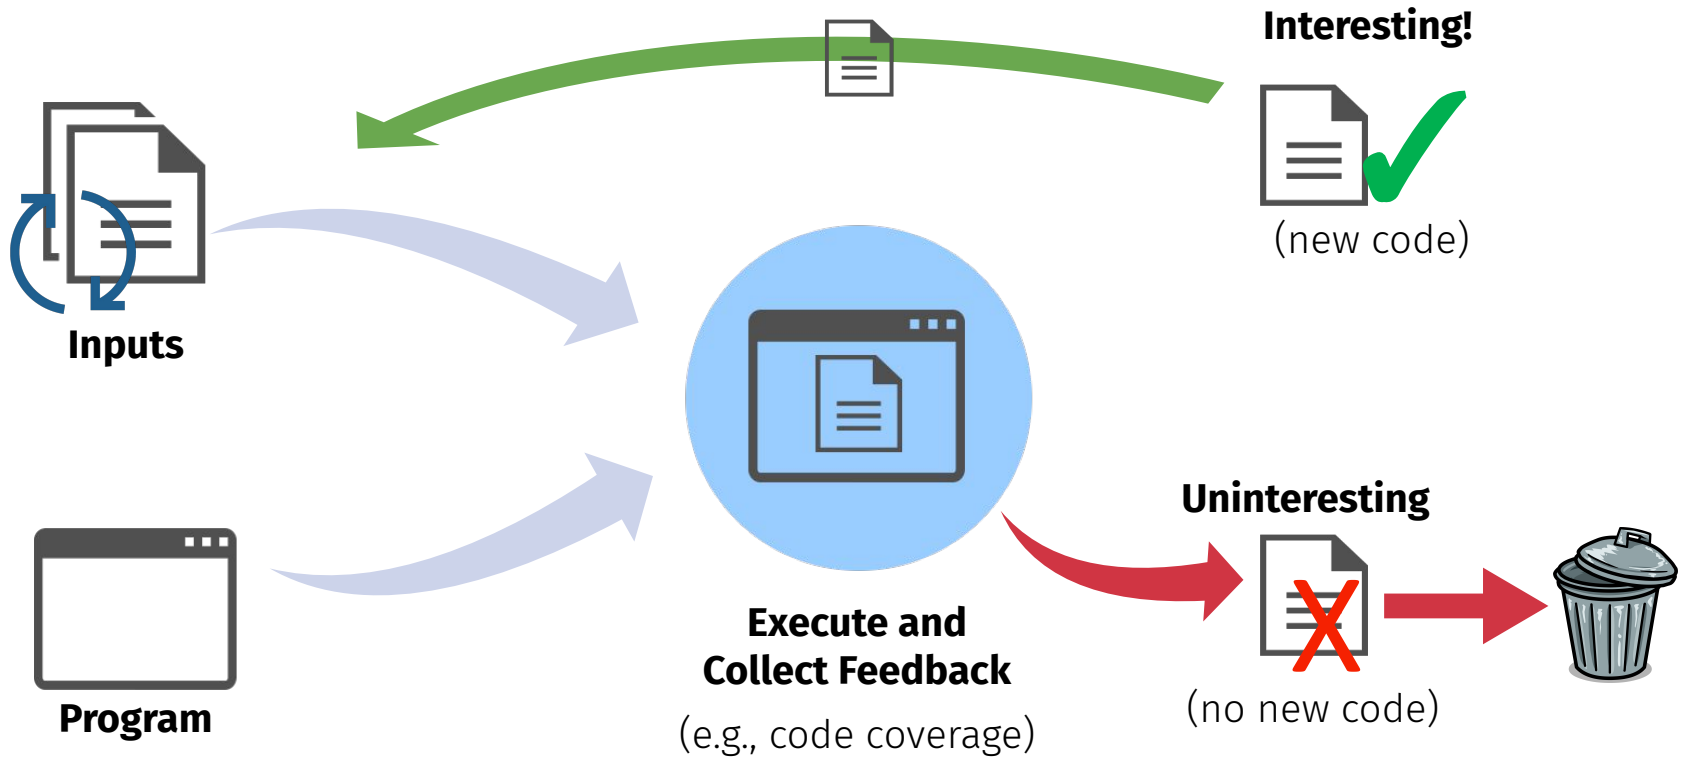 Interesting!
(new code)
Inputs
Program
Execute and
Collect Feedback
(e.g., code coverage)
Uninteresting
(no new code)